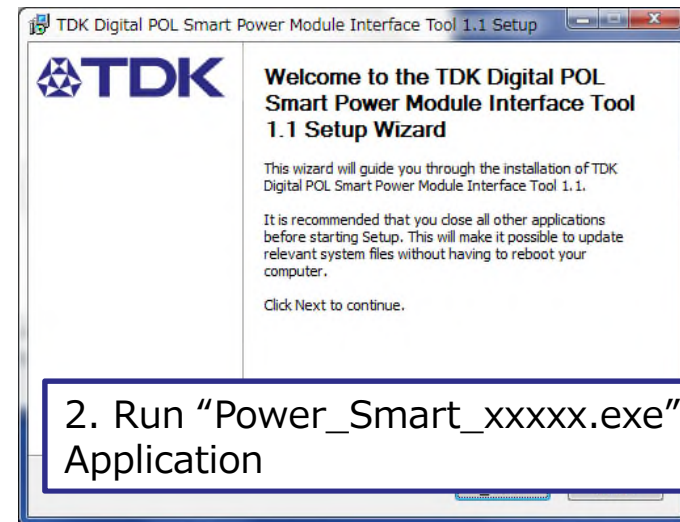 TDK Digital POL Smart Power Module Interface Tool 1.1 Setup
TDK
Welcome to the TDK Digital POL
Smart Power Module Interface Tool
1.1 Setup Wizard
This wizard will guide you through the installation of TDK
Digital POL Smart Power Module Interface Tool 1.1.
It is recommended that you close all other applications
before starting Setup. This will make it possible to update
relevant system files without having to reboot your
computer.
Click Next to continue.
2. Run “Power_Smart_xxxxx.exe”
Application